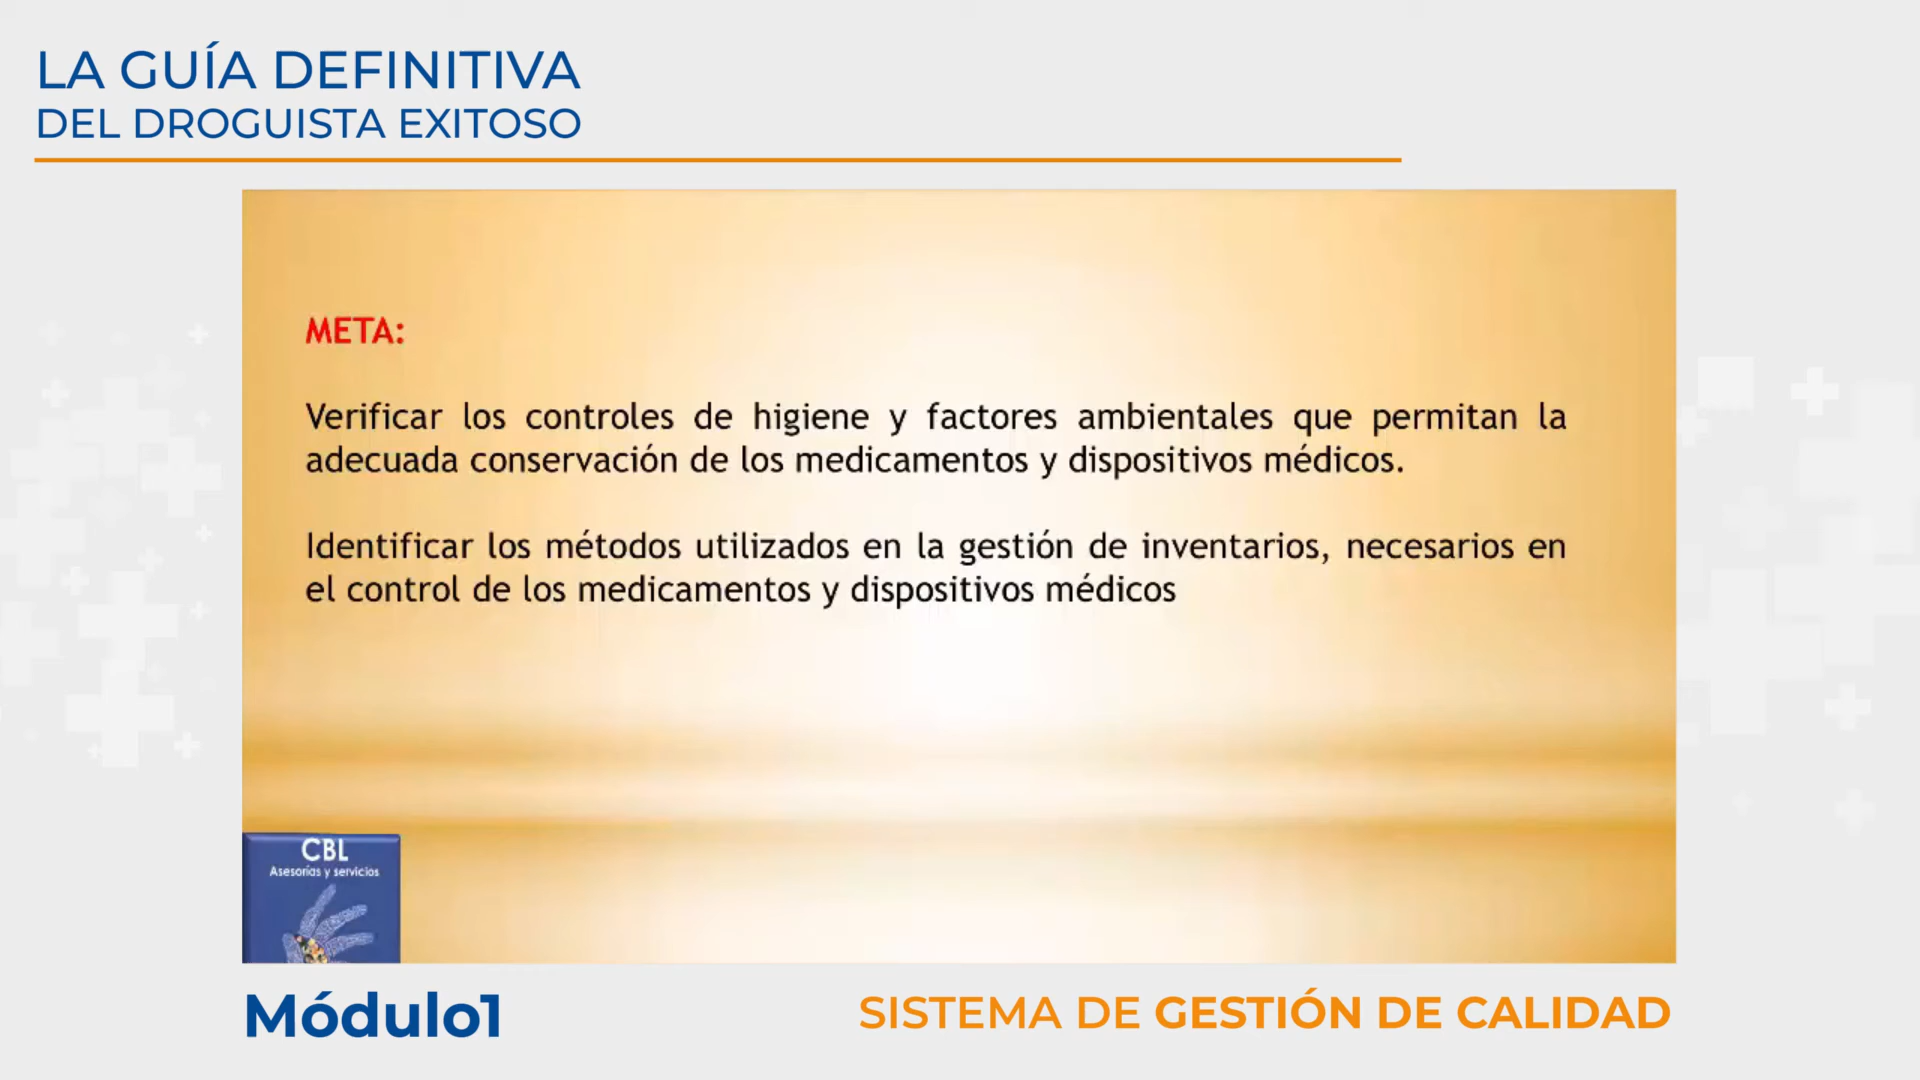 LA GUÍA DEFINITIVA
DEL DROGUISTA EXITOSO
META:
Verificar los controles de higiene y factores ambientales que permitan la
adecuada conservación de los medicamentos y dispositivos médicos.
Identificar los métodos utilizados en la gestión de inventarios, necesarios en
el control de los medicamentos y dispositivos médicos
CBL
Asesorías y servicios
Módulo1
SISTEMA DE GESTIÓN DE CALIDAD